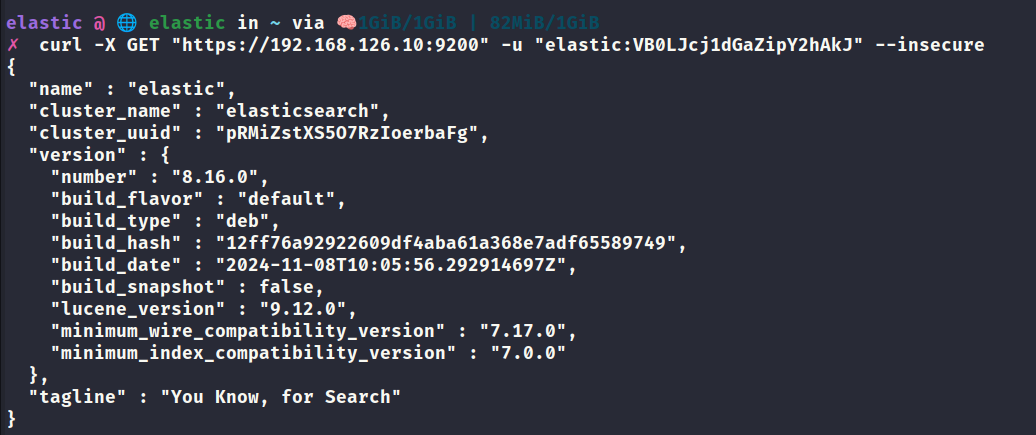 elastic @ 🌐 elastic in ~ via 🧠1GiB/1GiB | 82MiB/1GiB
✗ curl -X GET "https://192.168.126.10:9200" -u "elastic:VB0LJcj1dGaZipY2hAkJ" --insecure
{
  "name" : "elastic",
  "cluster_name" : "elasticsearch",
  "cluster_uuid" : "pRMiZstXS5O7RzIoerbaFg",
  "version" : {
    "number" : "8.16.0",
    "build_flavor" : "default",
    "build_type" : "deb",
    "build_hash" : "12ff76a92922609df4aba61a368e7adf65589749",
    "build_date" : "2024-11-08T10:05:56.292914697Z",
    "build_snapshot" : false,
    "lucene_version" : "9.12.0",
    "minimum_wire_compatibility_version" : "7.17.0",
    "minimum_index_compatibility_version" : "7.0.0"
  },
  "tagline" : "You Know, for Search"
}